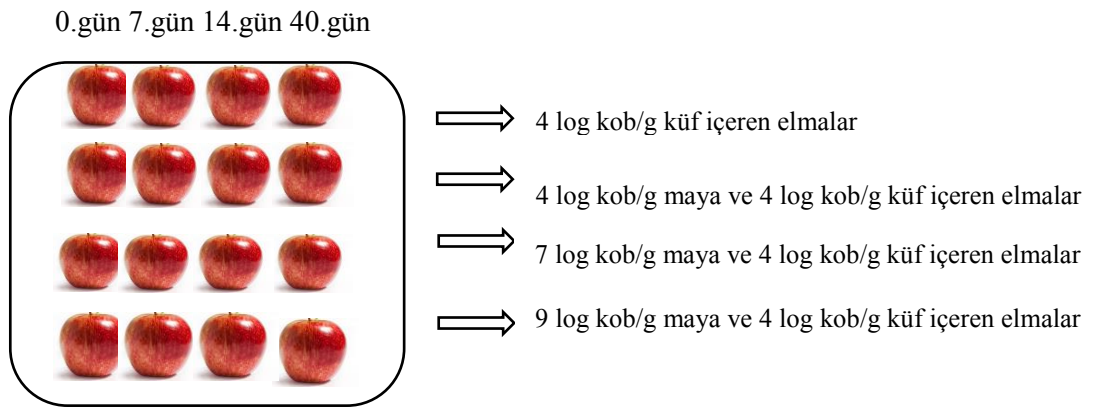 0.gün 7.gün 14.gün 40.gün
4 log kob/g küf içeren elmalar
4 log kob/g maya ve 4 log kob/g küf içeren elmalar
7 log kob/g maya ve 4 log kob/g küf içeren elmalar
9 log kob/g maya ve 4 log kob/g küf içeren elmalar